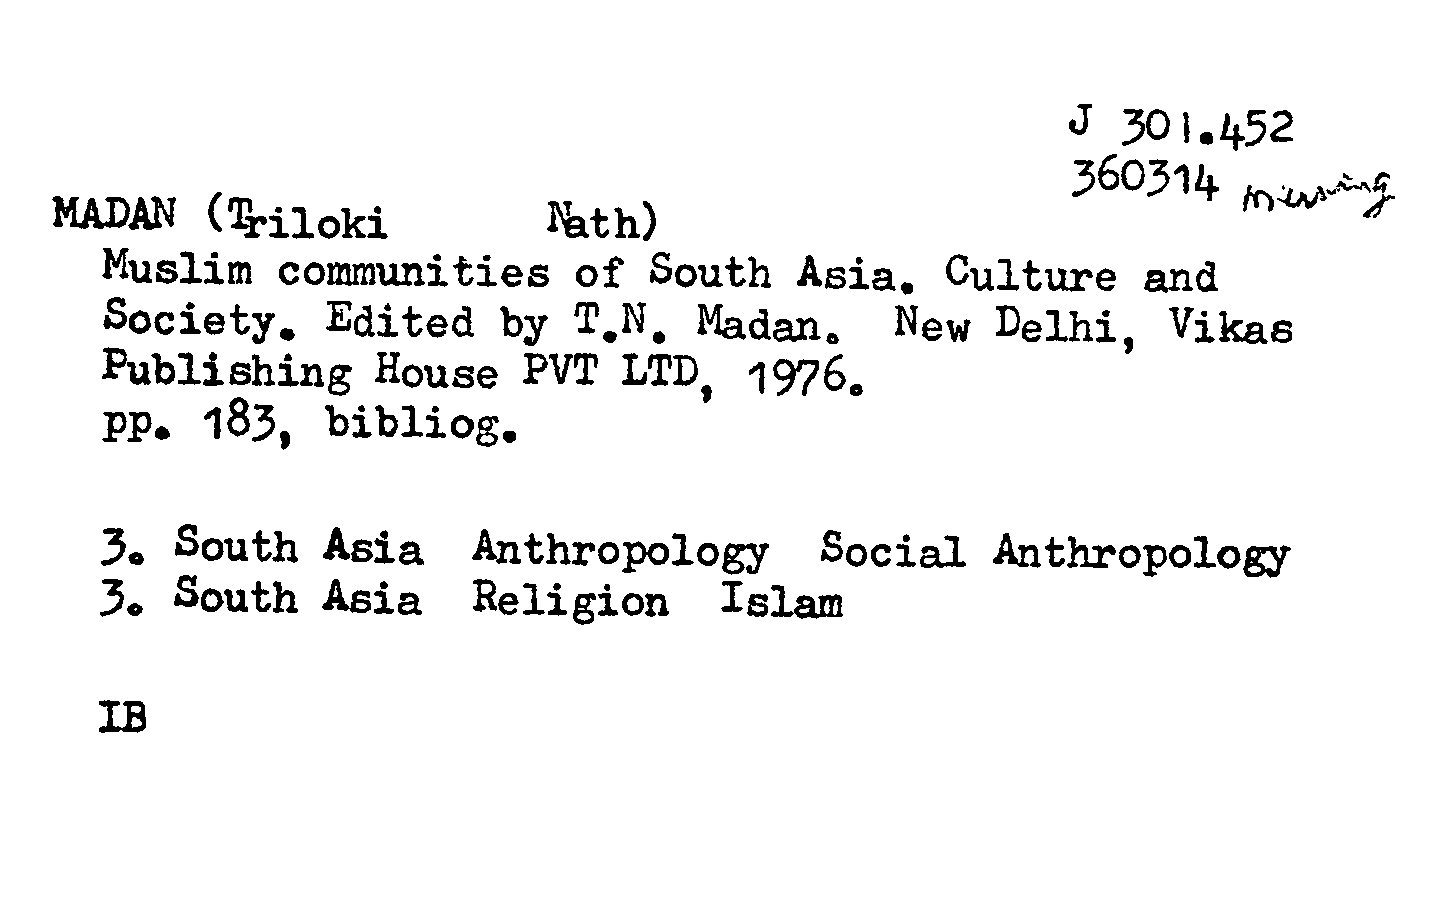 J 301.452
360314 missing
MADAN (Triloki Nath)
Muslim communities of South Asia. Culture and
Society. Edited by T.N. Madan. New Delhi, Vikas
Publishing House PVT LTD, 1976.
pp. 183, bibliog.
3. South Asia Anthropology Social Anthropology
3. South Asia Religion Islam
IB